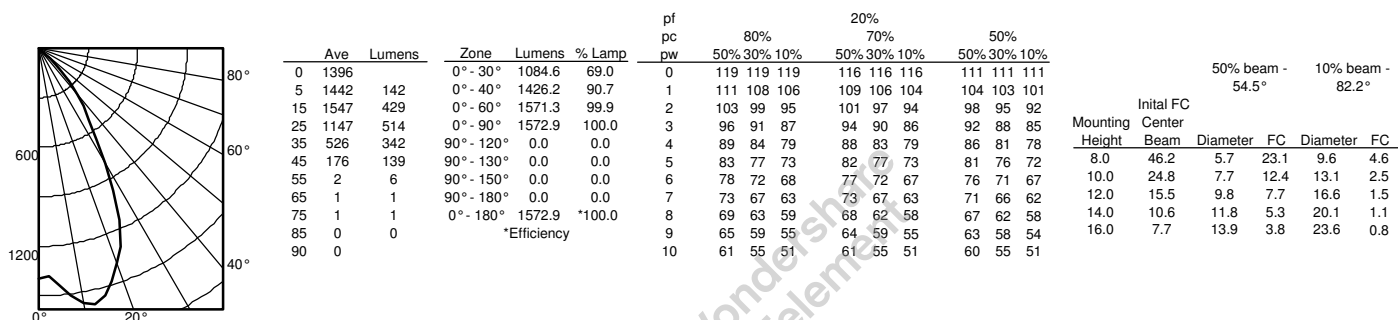 600
1200
80°
60°
40°
0°
20°
Ave Lumens
0 1396
5 1442 142
15 1547 429
25 1147 514
35 526 342
45 176 139
55 2 6
65 1 1
75 1 1
85 0 0
90 0
Zone Lumens % Lamp
0° - 30° 1084.6 69.0
0° - 40° 1426.2 90.7
0° - 60° 1571.3 99.9
0° - 90° 1572.9 100.0
90° - 120° 0.0 0.0
90° - 130° 0.0 0.0
90° - 150° 0.0 0.0
90° - 180° 0.0 0.0
0° - 180° 1572.9 *100.0
*Efficiency
pf 20%
pc 80% 70% 50%
pw 50% 30% 10% 50% 30% 10% 50% 30% 10%
0 119 119 119 116 116 116 111 111 111
1 111 108 106 109 106 104 104 103 101
2 103 99 95 101 97 94 98 95 92
3 96 91 87 94 90 86 92 88 85
4 89 84 79 88 83 79 86 81 78
5 83 77 73 82 77 73 81 76 72
6 78 72 68 77 72 67 76 71 67
7 73 67 63 73 67 63 71 66 62
8 69 63 59 68 62 58 67 62 58
9 65 59 55 64 59 55 63 58 54
10 61 55 51 61 55 51 60 55 51
50% beam - 10% beam -
54.5° 82.2°
Inital FC
Mounting Center
Height Beam Diameter FC Diameter FC
8.0 46.2 5.7 23.1 9.6 4.6
10.0 24.8 7.7 12.4 13.1 2.5
12.0 15.5 9.8 7.7 16.6 1.5
14.0 10.6 11.8 5.3 20.1 1.1
16.0 7.7 13.9 3.8 23.6 0.8
Wondershare
element